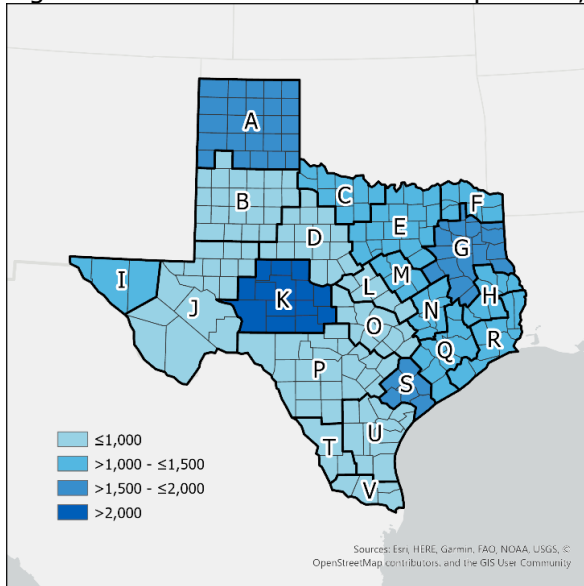 A
B
C
D
E
F
G
H
I
J
K
L
M
N
O
P
Q
R
S
T
U
V
≤1,000
>1,000 - ≤1,500
>1,500 - ≤2,000
>2,000
Sources: Esri, HERE, Garmin, FAO, NOAA, USGS, ©
OpenStreetMap contributors, and the GIS User Community